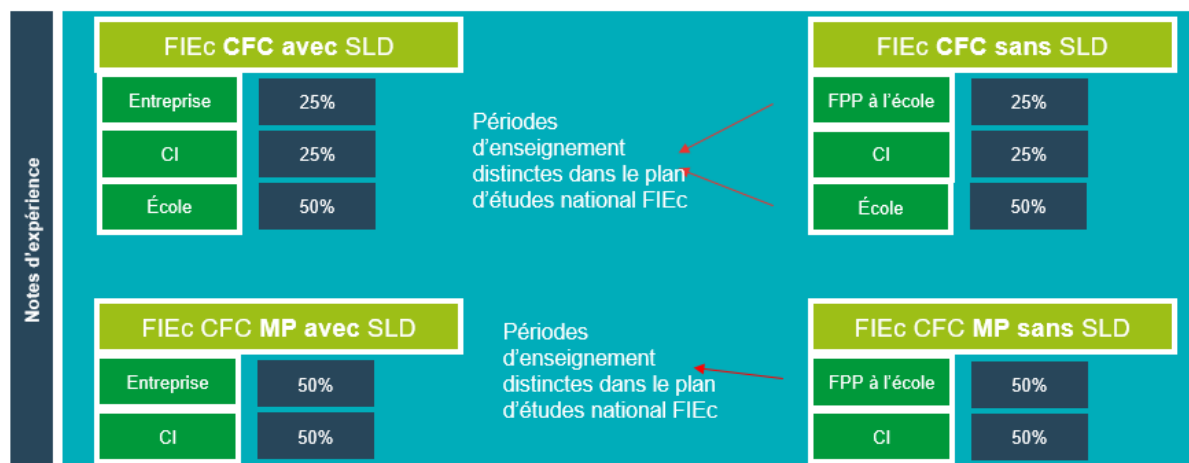 Notes d'expérience
FIEc CFC avec SLD
Entreprise 25%
CI 25%
École 50%
Périodes
d'enseignement
distinctes dans le plan
d'études national FIEc
FIEc CFC sans SLD
FPP à l'école 25%
CI 25%
École 50%
FIEc CFC MP avec SLD
Entreprise 50%
CI 50%
Périodes
d'enseignement
distinctes dans le plan
d'études national FIEc
FIEc CFC MP sans SLD
FPP à l'école 50%
CI 50%